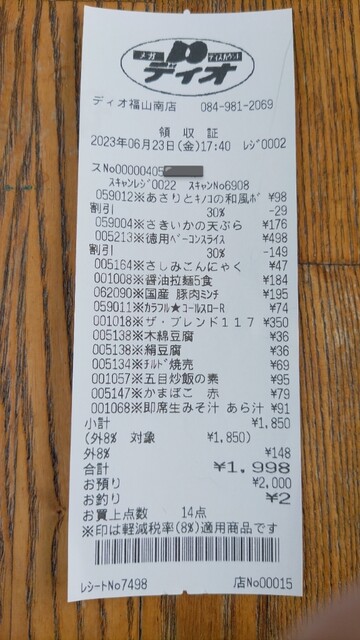 メガ ディスカウント
ディオ
ディオ福山南店 084-981-2069
領収証
2023年06月23日(金)17:40 ﾚｼﾞ0002
スNo00000405
ｽｷｬﾝﾚｼﾞ0022 ｽｷｬﾝNo6908
059012※あさりとｷﾉｺの和風ﾎﾞ ¥98
割引 30% -29
059004※さきいかの天ぷら ¥176
005213※徳用ﾍﾞｰｺﾝｽﾗｲｽ ¥498
割引 30% -149
005164※さしみこんにゃく ¥47
001008※醤油拉麺5食 ¥184
062090※国産 豚肉ﾐﾝﾁ ¥195
059011※ｶﾗﾌﾙ★ｺｰﾙｽﾛｰR ¥74
001018※ザ・ブレンド117 ¥350
005138※木綿豆腐 ¥36
005138※絹豆腐 ¥36
005134※ﾁﾙﾄﾞ焼売 ¥69
001057※五目炒飯の素 ¥95
005147※かまぼこ 赤 ¥79
001068※即席生みそ汁 あら汁 ¥91
小計 ¥1,850
(外8% 対象 ¥1,850)
外8% ¥148
合計 ¥1,998
お預り ¥2,000
お釣り ¥2
お買上点数 14点
※印は軽減税率(8%)適用商品です
ﾚｼｰﾄNo7498 店No00015